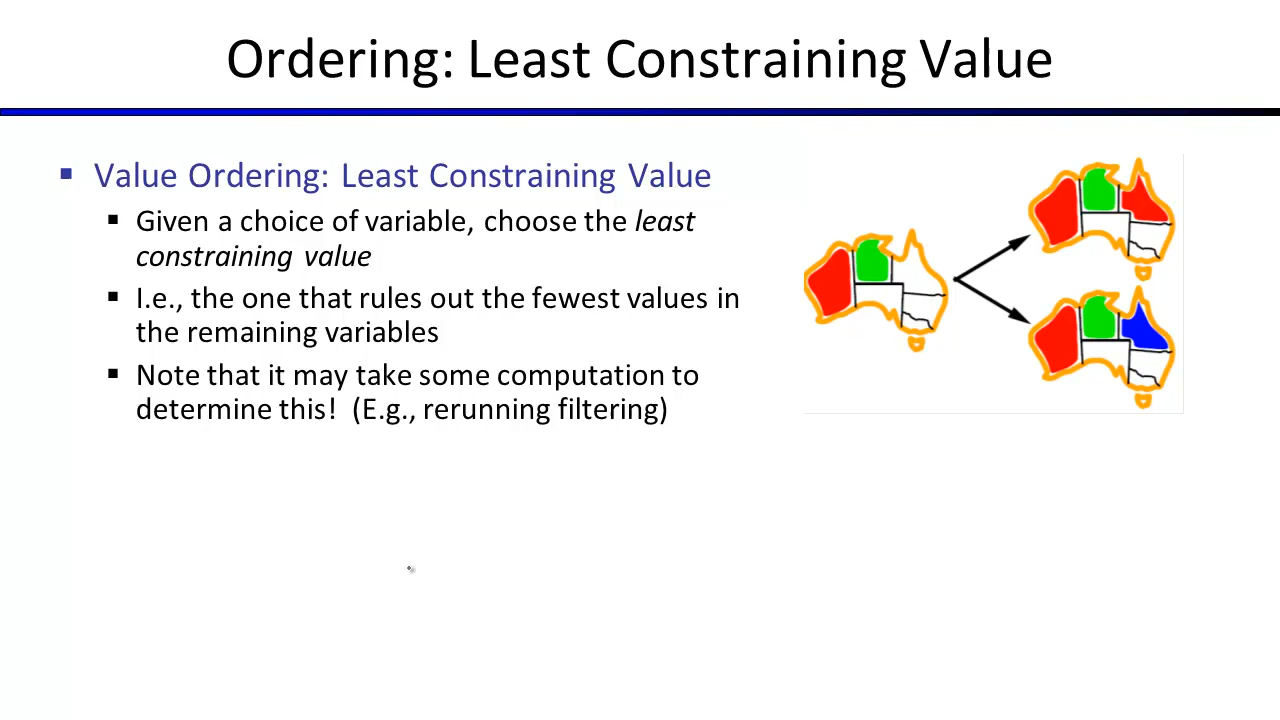 Ordering: Least Constraining Value
▪ Value Ordering: Least Constraining Value
▪ Given a choice of variable, choose the least
constraining value
▪ I.e., the one that rules out the fewest values in
the remaining variables
▪ Note that it may take some computation to
determine this! (E.g., rerunning filtering)